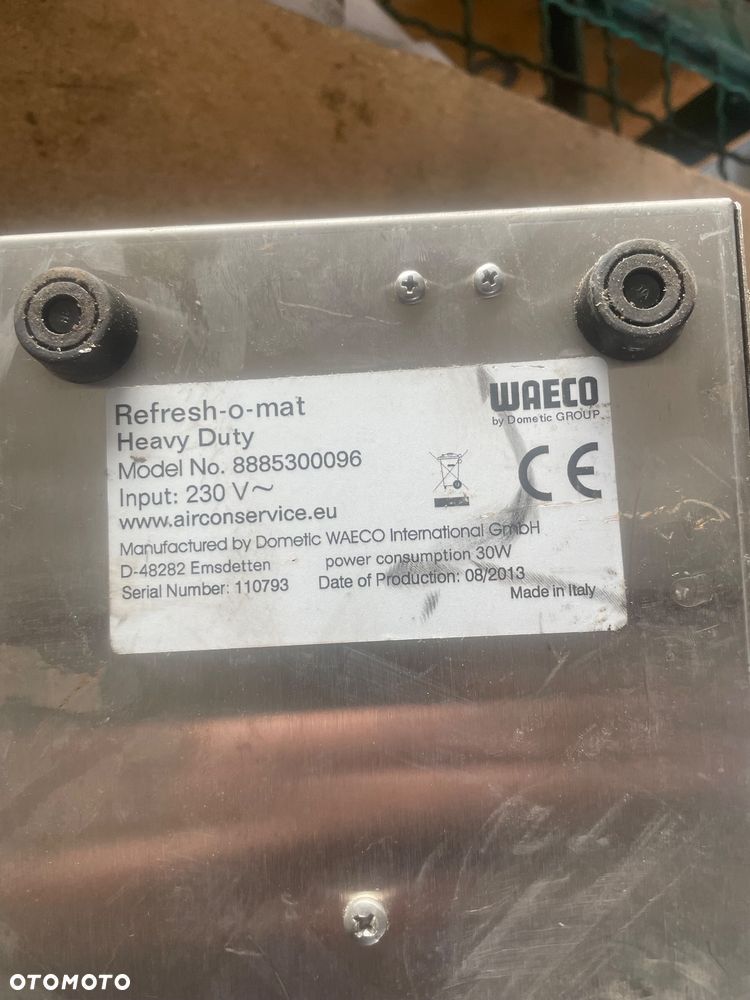 Refresh-o-mat
Heavy Duty
Model No. 8885300096
Input: 230 V~
www.airconservice.eu
WAECO
by Dometic GROUP
CE
Manufactured by Dometic WAECO International GmbH
D-48282 Emsdetten power consumption 30W
Serial Number: 110793 Date of Production: 08/2013
Made in Italy
OTOMOTO